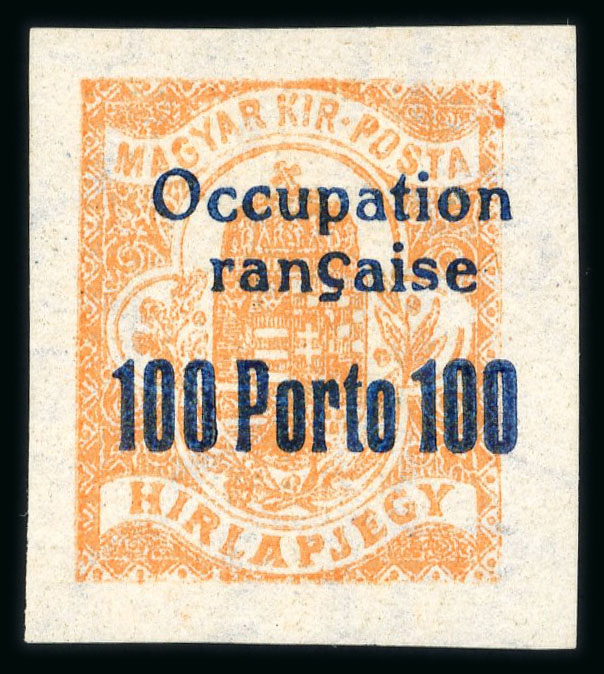 MAGYAR KIR-POSTA
Occupation
rançaise
100 Porto 100
HIRLAPJEGY